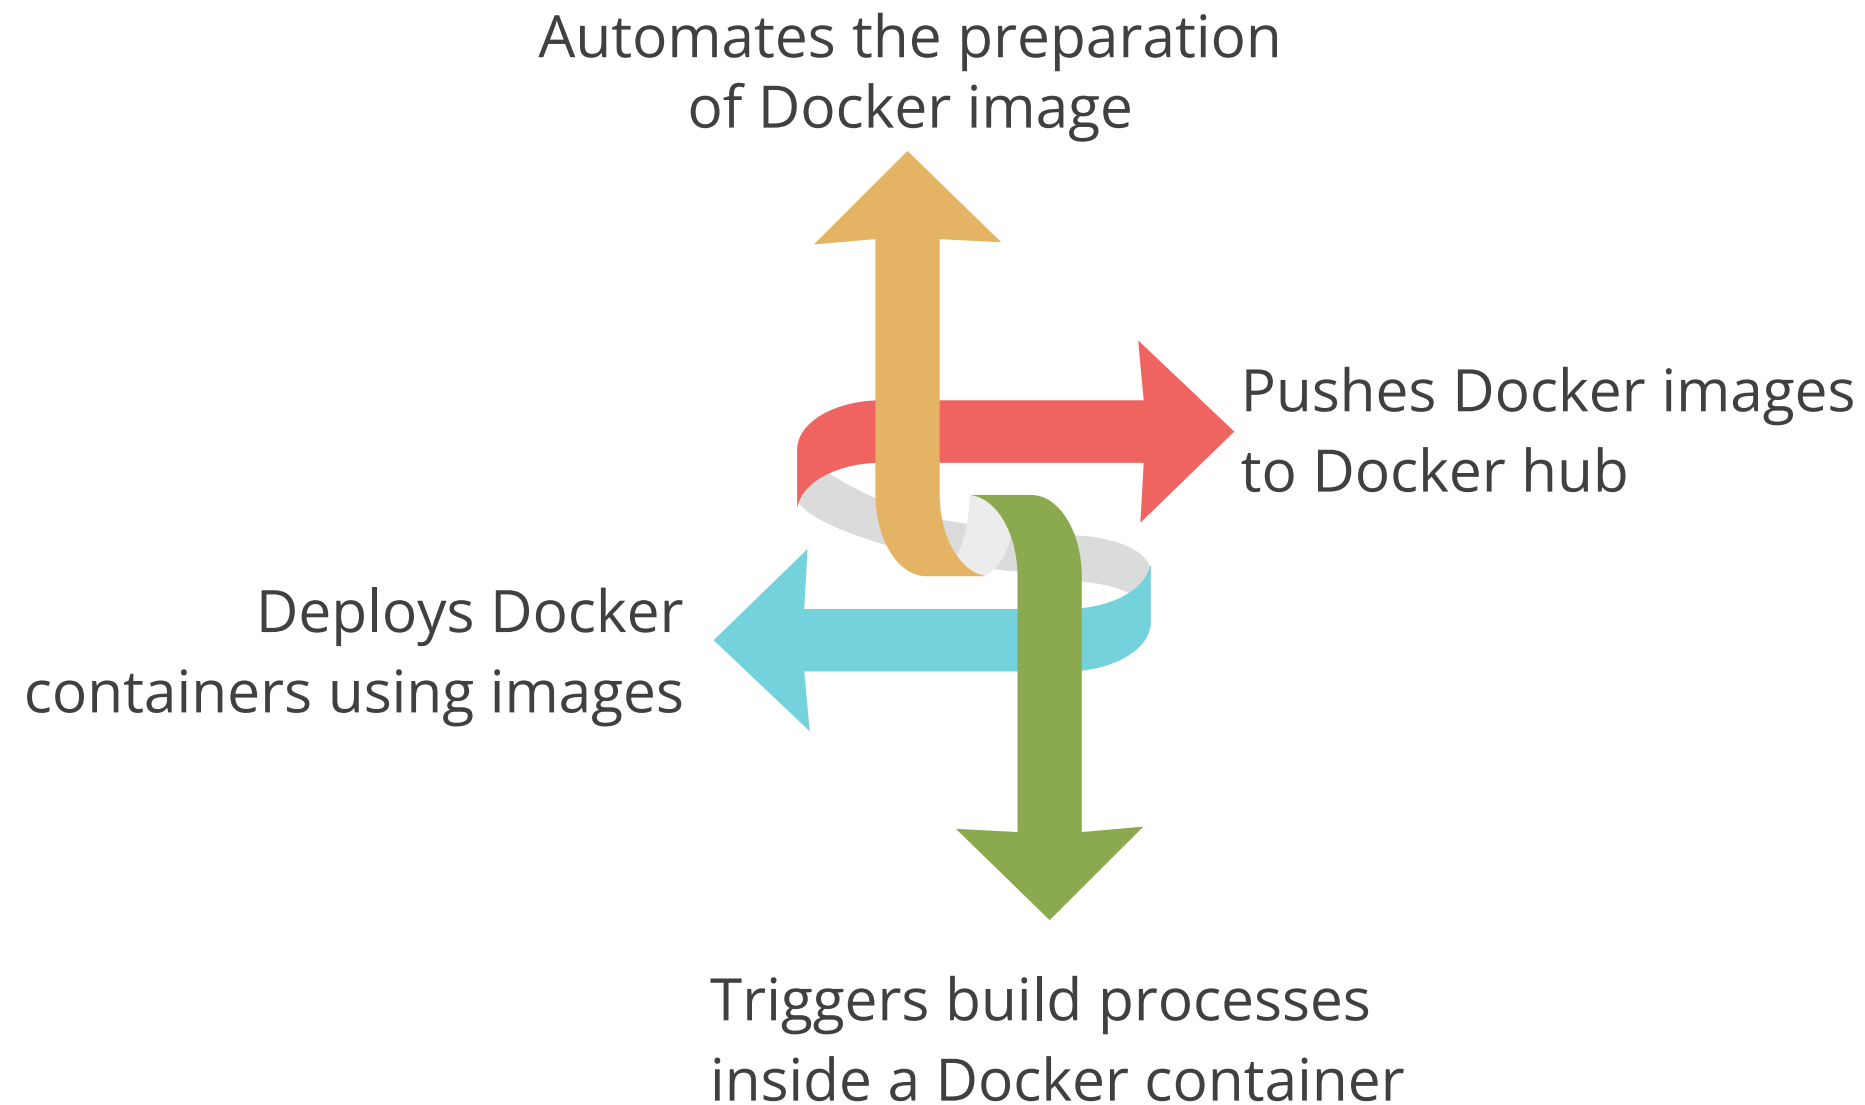 Automates the preparation
of Docker image
Pushes Docker images
to Docker hub
Deploys Docker
containers using images
Triggers build processes
inside a Docker container